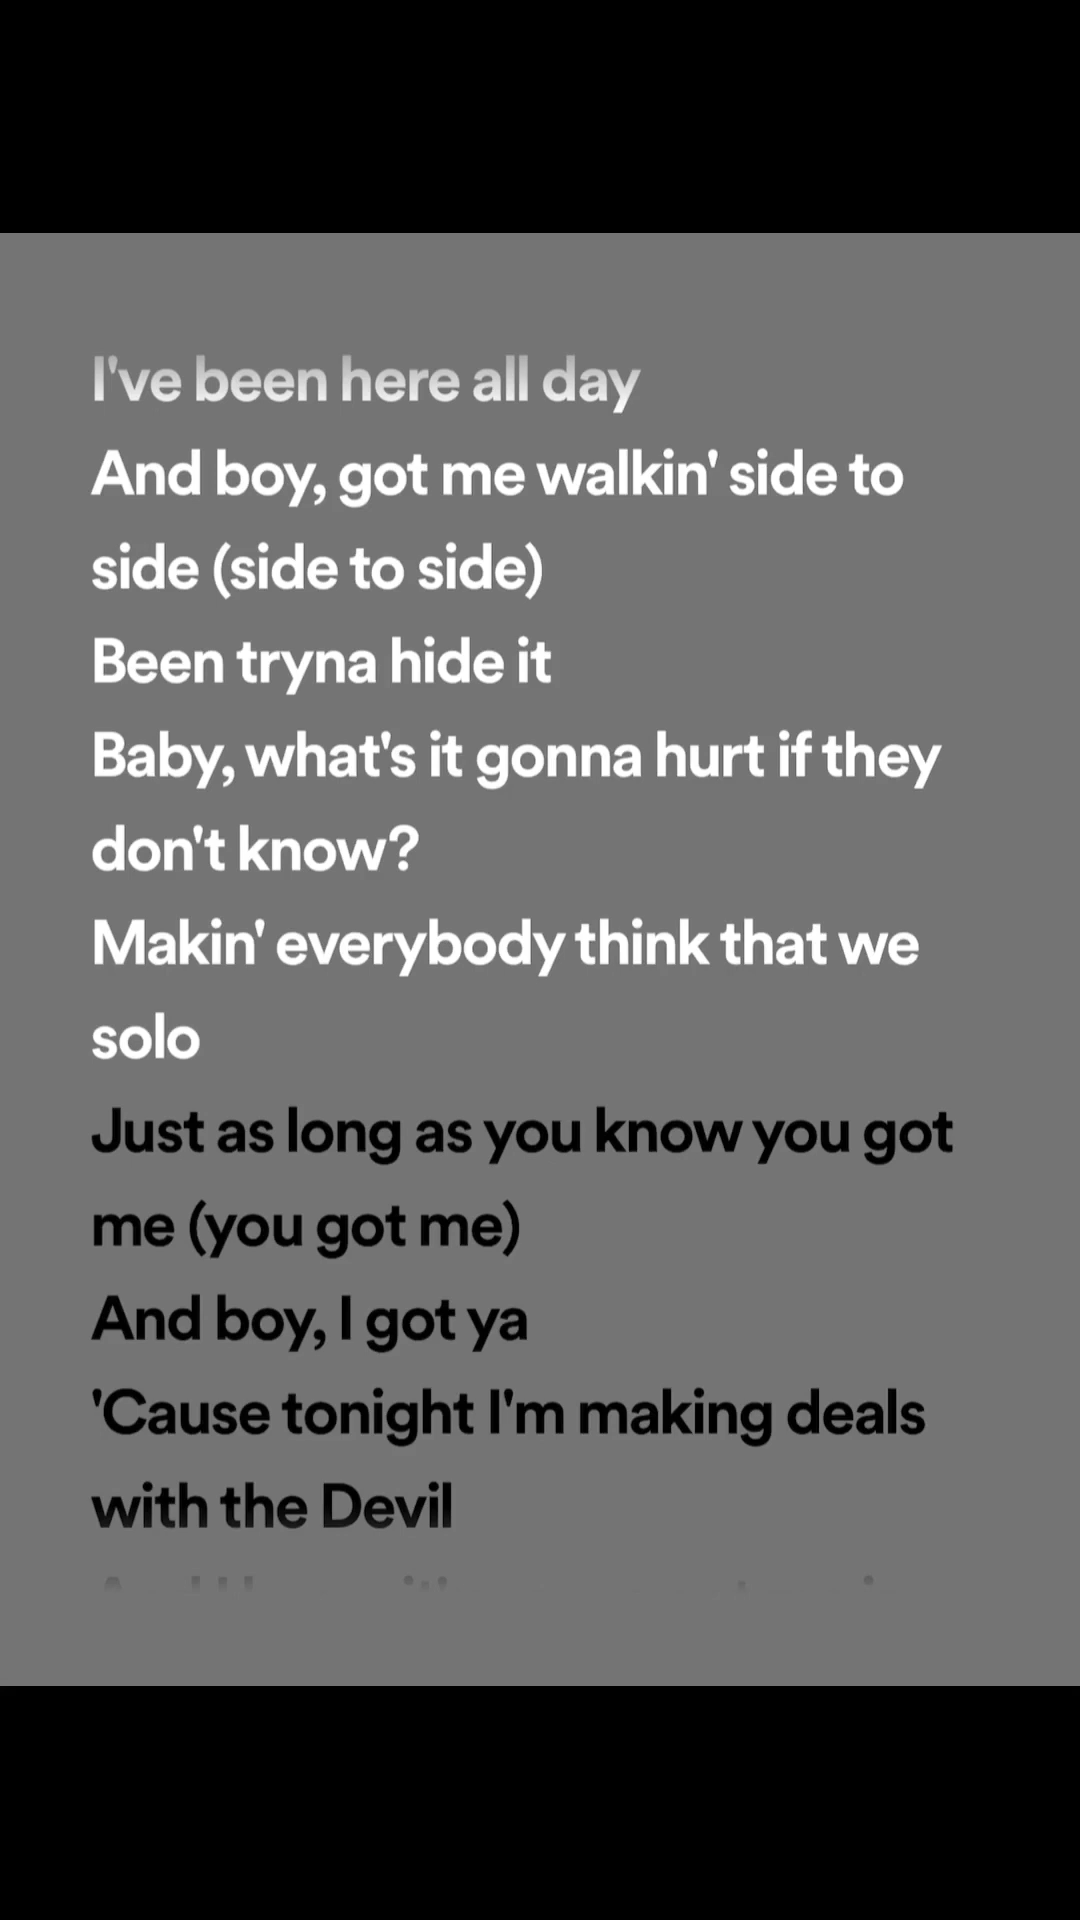 I've been here all day
And boy, got me walkin' side to
side (side to side)
Been tryna hide it
Baby, what's it gonna hurt if they
don't know?
Makin' everybody think that we
solo
Just as long as you know you got
me (you got me)
And boy, I got ya
'Cause tonight I'm making deals
with the Devil